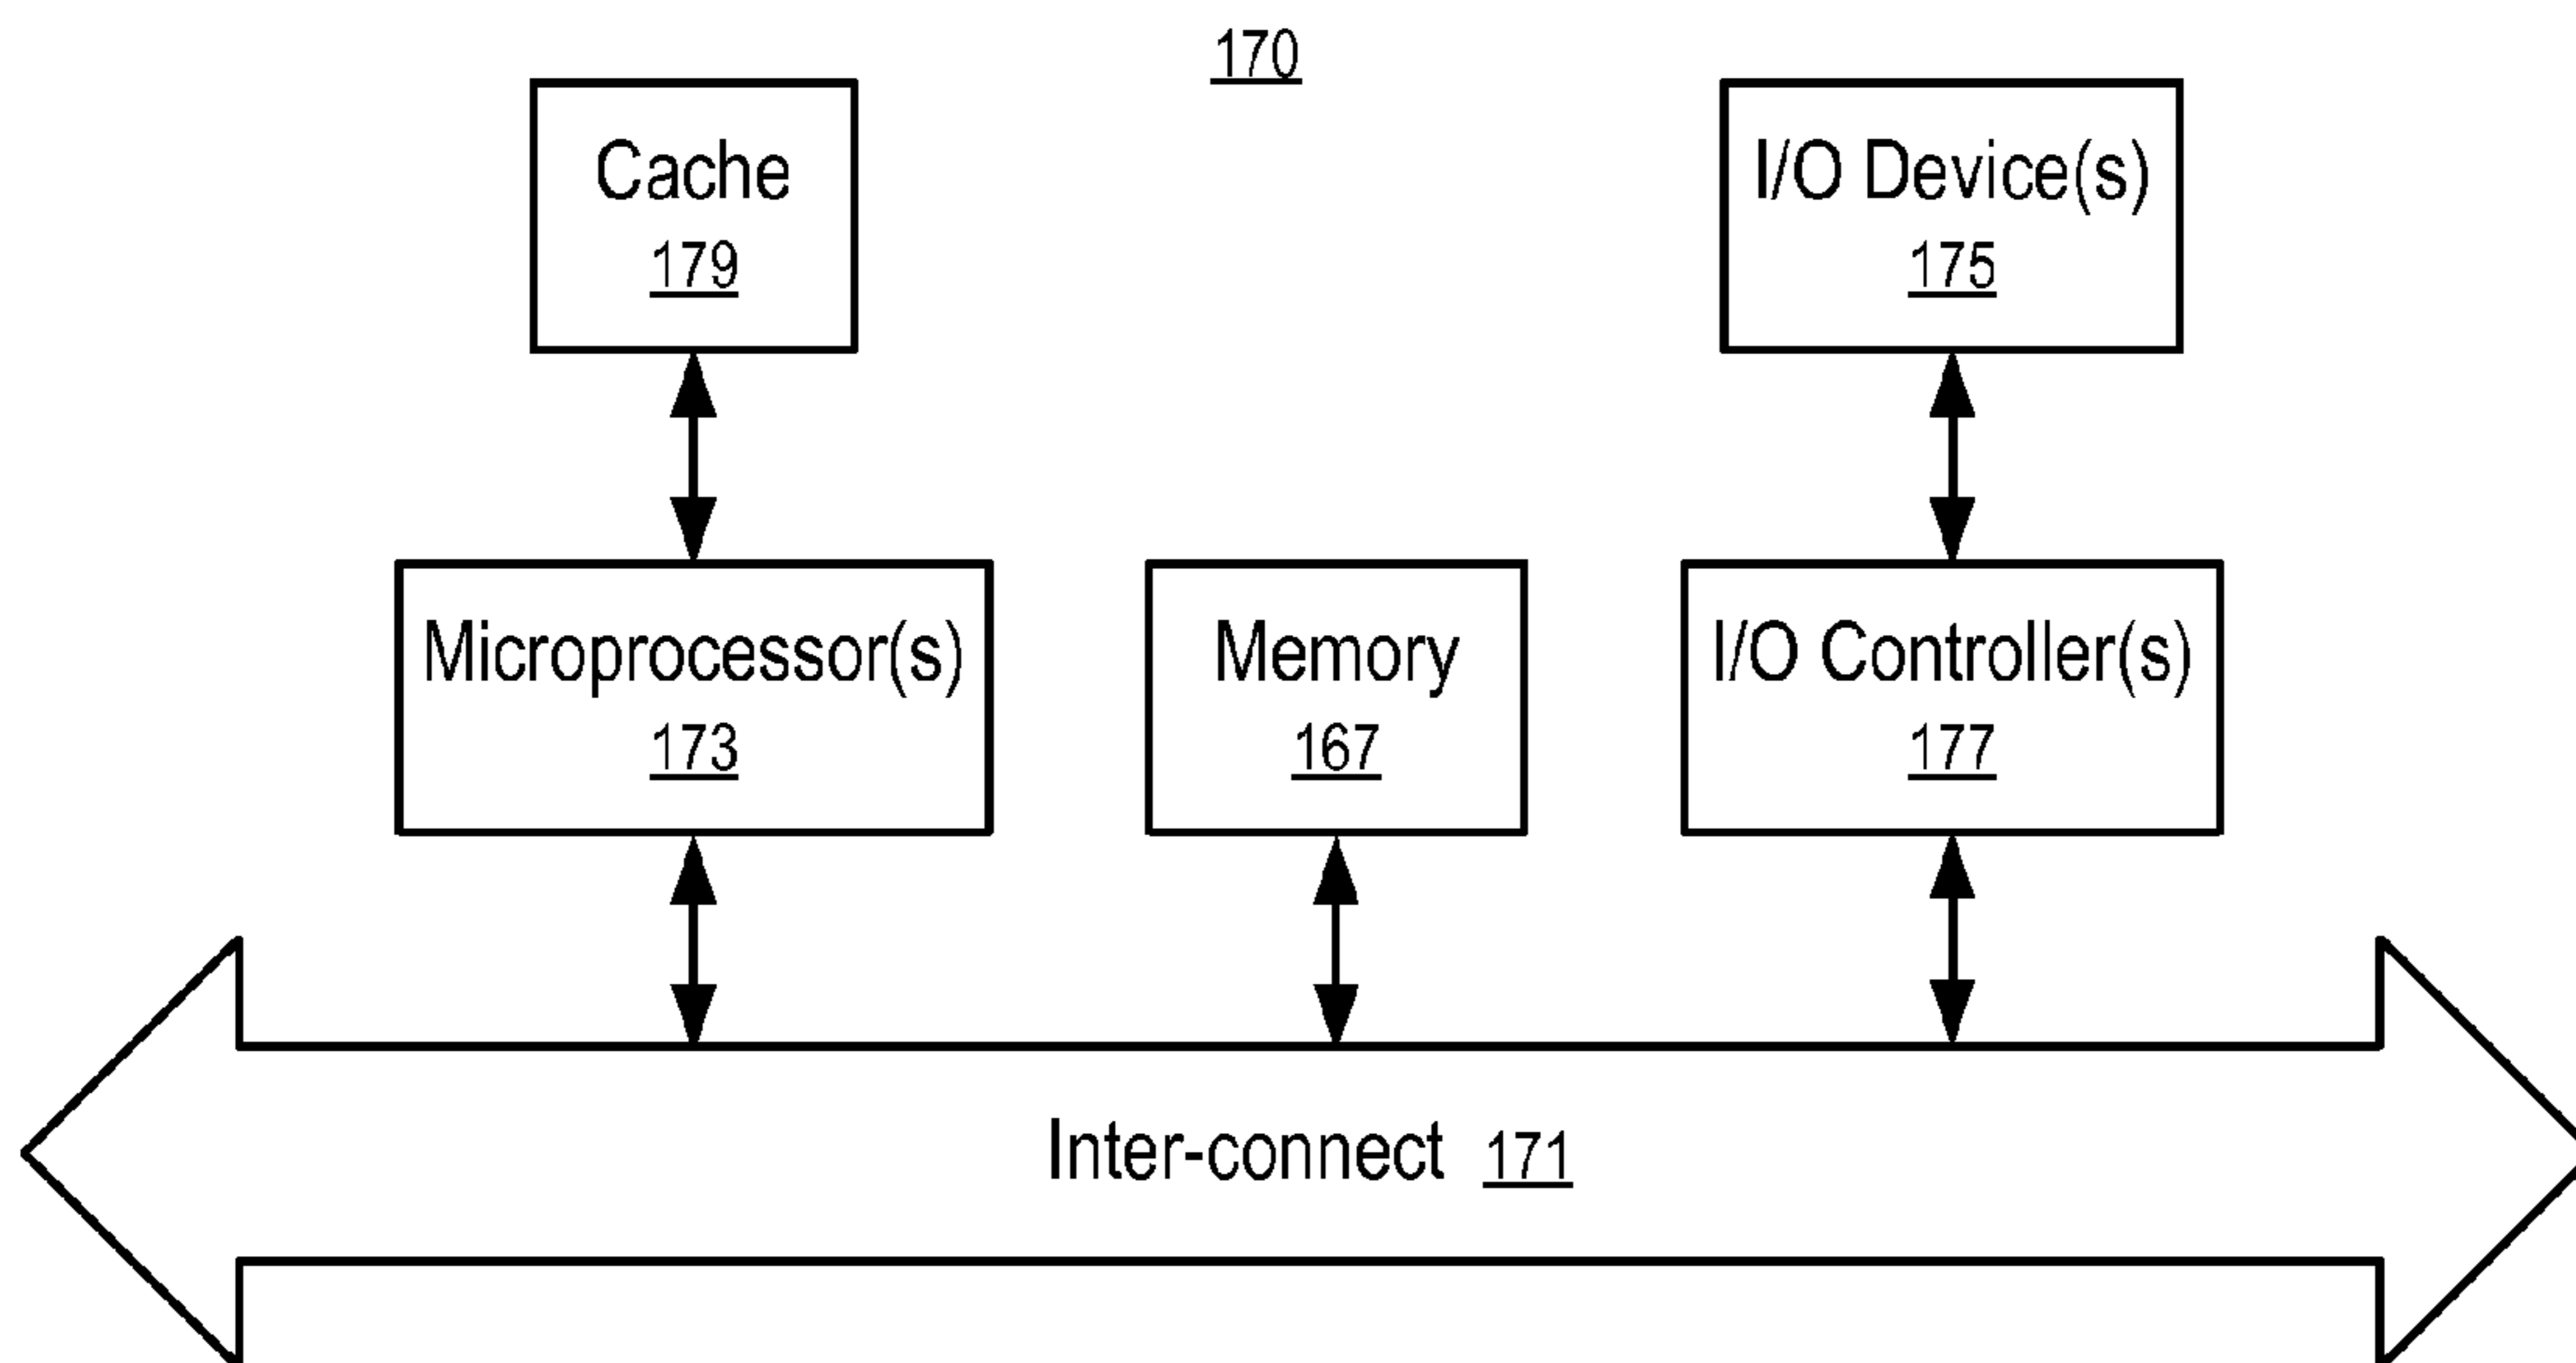 170
Cache
179
I/O Device(s)
175
Microprocessor(s)
173
Memory
167
I/O Controller(s)
177
Inter-connect 171